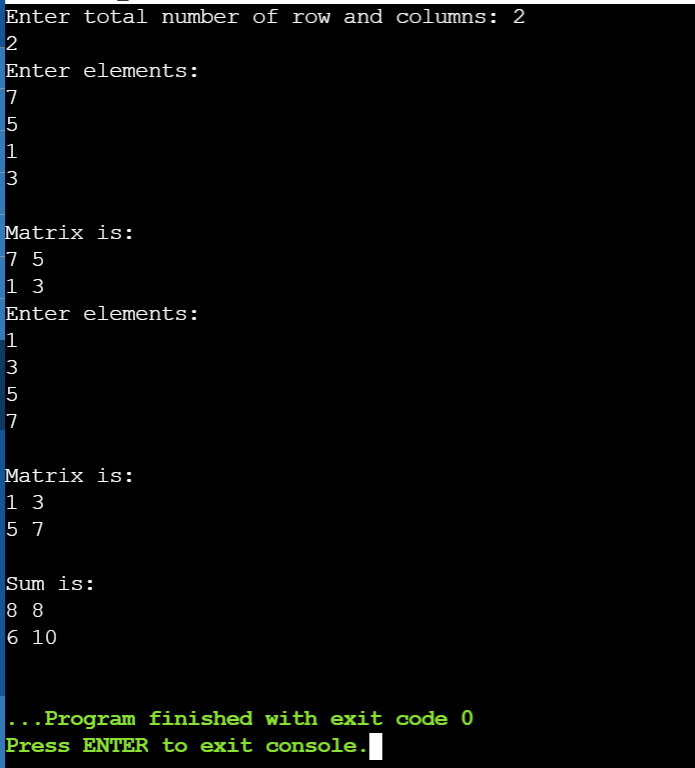 Enter total number of row and columns: 2
2
Enter elements:
7
5
1
3
Matrix is:
7 5
1 3
Enter elements:
1
3
5
7
Matrix is:
1 3
5 7
Sum is:
8 8
6 10
...Program finished with exit code 0
Press ENTER to exit console.